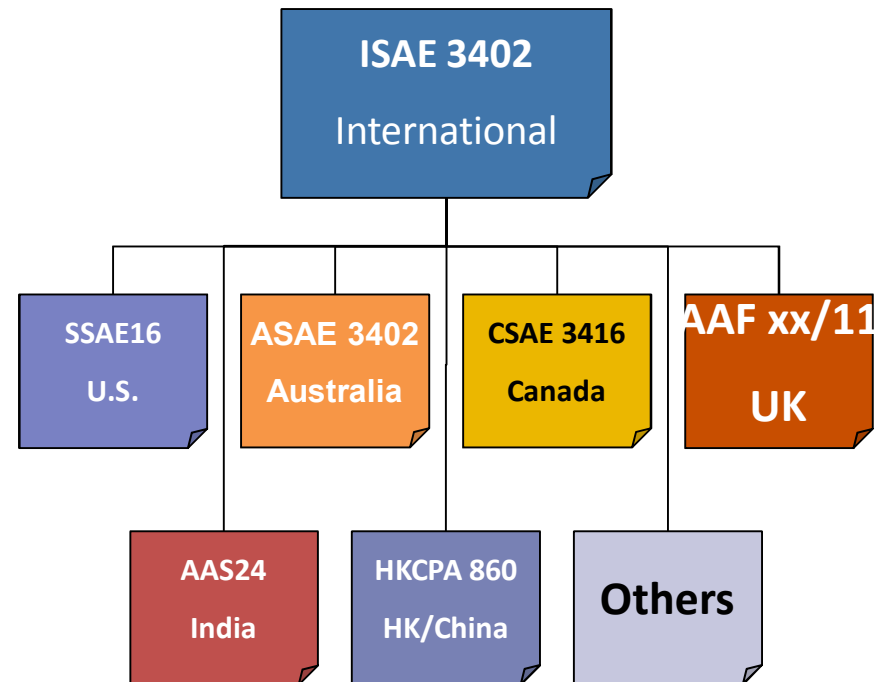 ISAE 3402
International
SSAE16
U.S.
ASAE 3402
Australia
CSAE 3416
Canada
AAF xx/11
UK
AAS24
India
HKCPA 860
HK/China
Others